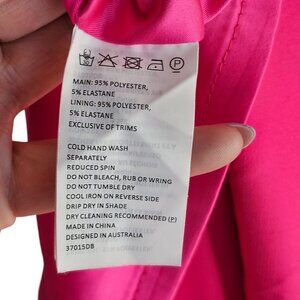 MAIN: 95% POLYESTER,
5% ELASTANE
LINING: 95% POLYESTER,
5% ELASTANE
EXCLUSIVE OF TRIMS
COLD HAND WASH
SEPARATELY
REDUCED SPIN
DO NOT BLEACH, RUB OR WRING
DO NOT TUMBLE DRY
COOL IRON ON REVERSE SIDE
DRIP DRY IN SHADE
DRY CLEANING RECOMMENDED (P)
MADE IN CHINA
DESIGNED IN AUSTRALIA
37015DB